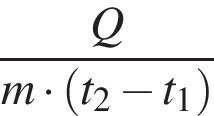 Q
m · (t₂ − t₁)